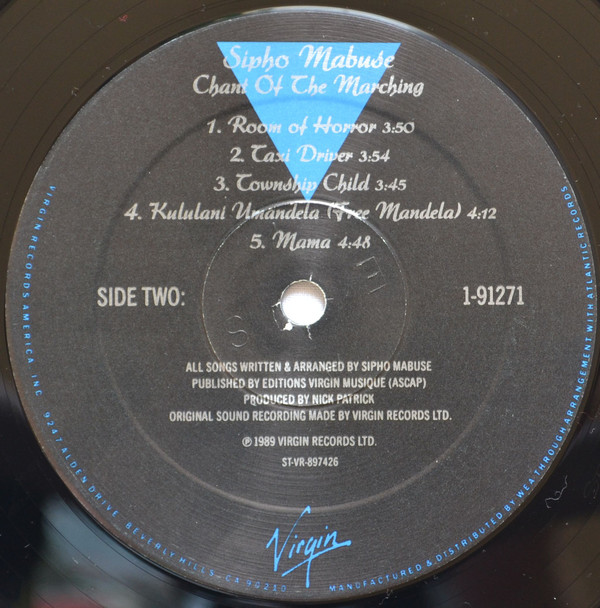 Sipho Mabuse
Chant Of The Marching
1. Room of Horror 3:50
2. Taxi Driver 3:54
3. Township Child 3:45
4. Kululani Umandela (Free Mandela) 4:12
5. Mama 4:48
SIDE TWO:
1-91271
ALL SONGS WRITTEN & ARRANGED BY SIPHO MABUSE
PUBLISHED BY EDITIONS VIRGIN MUSIQUE (ASCAP)
PRODUCED BY NICK PATRICK
ORIGINAL SOUND RECORDING MADE BY VIRGIN RECORDS LTD.
℗ 1989 VIRGIN RECORDS LTD.
ST-VR-897426
Virgin
VIRGIN RECORDS AMERICA, INC. 9247 ALDEN DRIVE, BEVERLY HILLS, CA 90210
MANUFACTURED & DISTRIBUTED BY WEA THROUGH ARRANGEMENT WITH ATLANTIC RECORDS